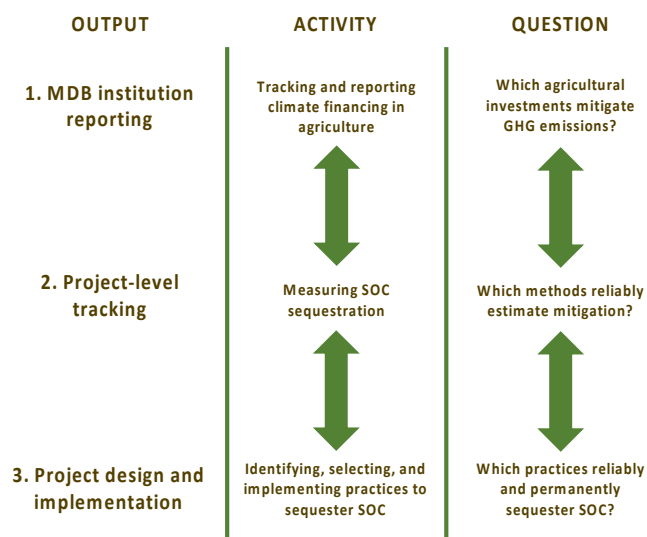 OUTPUT
ACTIVITY
QUESTION
1. MDB institution
reporting
Tracking and reporting
climate financing in
agriculture
Which agricultural
investments mitigate
GHG emissions?
2. Project-level
tracking
Measuring SOC
sequestration
Which methods reliably
estimate mitigation?
3. Project design and
implementation
Identifying, selecting, and
implementing practices to
sequester SOC
Which practices reliably
and permanently
sequester SOC?